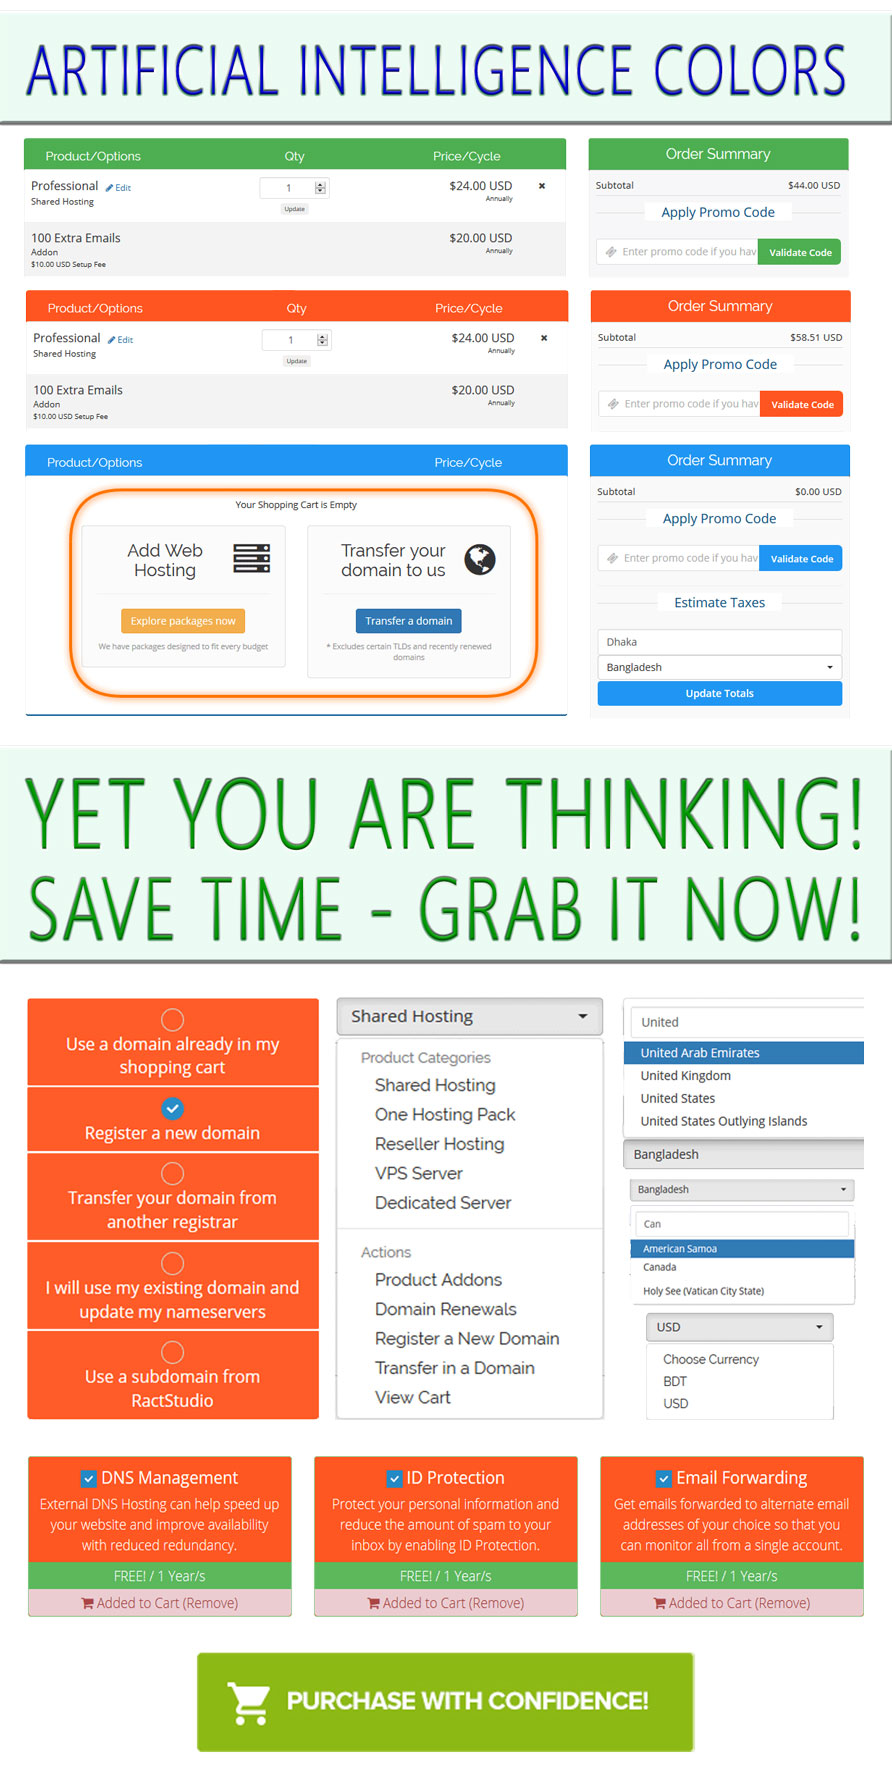 ARTIFICIAL INTELLIGENCE COLORS
Product/Options Qty Price/Cycle
Professional Edit 1 $24.00 USD
Shared Hosting Update Annually
100 Extra Emails $20.00 USD
Addon Annually
$10.00 USD Setup Fee
Order Summary
Subtotal $44.00 USD
Apply Promo Code
Enter promo code if you hav Validate Code
Product/Options Qty Price/Cycle
Professional Edit 1 $24.00 USD
Shared Hosting Update Annually
100 Extra Emails $20.00 USD
Addon Annually
$10.00 USD Setup Fee
Order Summary
Subtotal $58.51 USD
Apply Promo Code
Enter promo code if you hav Validate Code
Product/Options Price/Cycle
Your Shopping Cart is Empty
Add Web
Hosting
Explore packages now
We have packages designed to fit every budget
Transfer your
domain to us
Transfer a domain
* Excludes certain TLDs and recently renewed
domains
Order Summary
Subtotal $0.00 USD
Apply Promo Code
Enter promo code if you hav Validate Code
Estimate Taxes
Dhaka
Bangladesh
Update Totals
YET YOU ARE THINKING!
SAVE TIME - GRAB IT NOW!
Use a domain already in my
shopping cart
Register a new domain
Transfer your domain from
another registrar
I will use my existing domain and
update my nameservers
Use a subdomain from
RactStudio
Shared Hosting
Product Categories
Shared Hosting
One Hosting Pack
Reseller Hosting
VPS Server
Dedicated Server
Actions
Product Addons
Domain Renewals
Register a New Domain
Transfer in a Domain
View Cart
United
United Arab Emirates
United Kingdom
United States
United States Outlying Islands
Bangladesh
Bangladesh
Can
American Samoa
Canada
Holy See (Vatican City State)
USD
Choose Currency
BDT
USD
DNS Management
External DNS Hosting can help speed up
your website and improve availability
with reduced redundancy.
FREE! / 1 Year/s
Added to Cart (Remove)
ID Protection
Protect your personal information and
reduce the amount of spam to your
inbox by enabling ID Protection.
FREE! / 1 Year/s
Added to Cart (Remove)
Email Forwarding
Get emails forwarded to alternate email
addresses of your choice so that you
can monitor all from a single account.
FREE! / 1 Year/s
Added to Cart (Remove)
PURCHASE WITH CONFIDENCE!